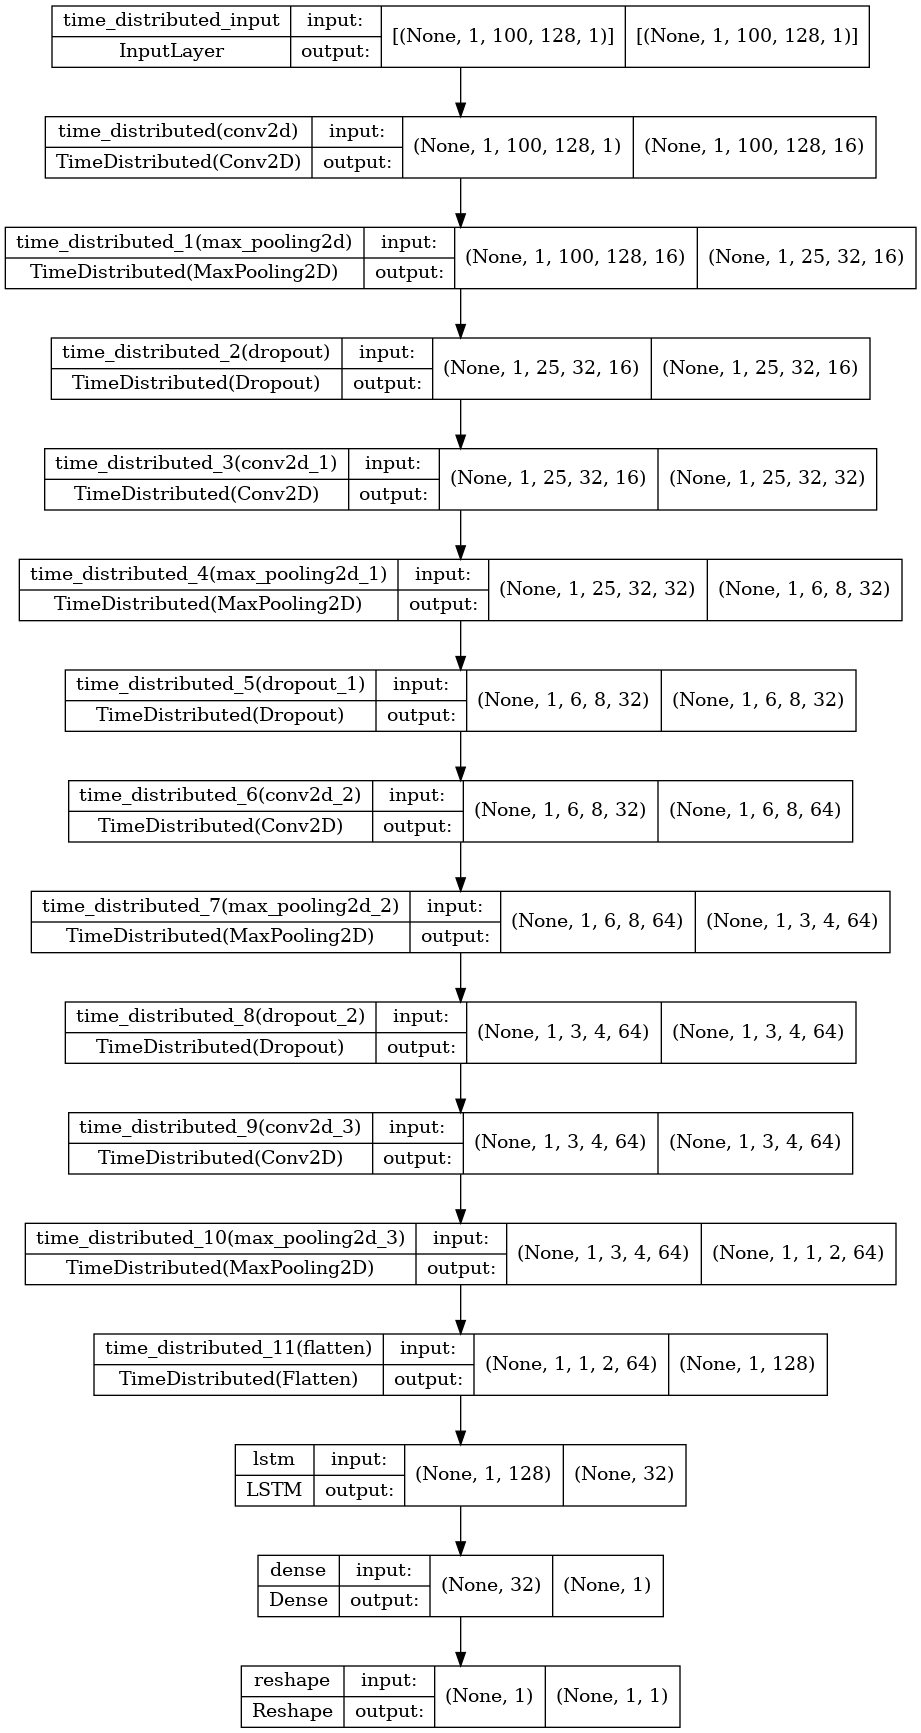 time_distributed_input input: [(None, 1, 100, 128, 1)] [(None, 1, 100, 128, 1)]
InputLayer output:
time_distributed(conv2d) input: (None, 1, 100, 128, 1) (None, 1, 100, 128, 16)
TimeDistributed(Conv2D) output:
time_distributed_1(max_pooling2d) input: (None, 1, 100, 128, 16) (None, 1, 25, 32, 16)
TimeDistributed(MaxPooling2D) output:
time_distributed_2(dropout) input: (None, 1, 25, 32, 16) (None, 1, 25, 32, 16)
TimeDistributed(Dropout) output:
time_distributed_3(conv2d_1) input: (None, 1, 25, 32, 16) (None, 1, 25, 32, 32)
TimeDistributed(Conv2D) output:
time_distributed_4(max_pooling2d_1) input: (None, 1, 25, 32, 32) (None, 1, 6, 8, 32)
TimeDistributed(MaxPooling2D) output:
time_distributed_5(dropout_1) input: (None, 1, 6, 8, 32) (None, 1, 6, 8, 32)
TimeDistributed(Dropout) output:
time_distributed_6(conv2d_2) input: (None, 1, 6, 8, 32) (None, 1, 6, 8, 64)
TimeDistributed(Conv2D) output:
time_distributed_7(max_pooling2d_2) input: (None, 1, 6, 8, 64) (None, 1, 3, 4, 64)
TimeDistributed(MaxPooling2D) output:
time_distributed_8(dropout_2) input: (None, 1, 3, 4, 64) (None, 1, 3, 4, 64)
TimeDistributed(Dropout) output:
time_distributed_9(conv2d_3) input: (None, 1, 3, 4, 64) (None, 1, 3, 4, 64)
TimeDistributed(Conv2D) output:
time_distributed_10(max_pooling2d_3) input: (None, 1, 3, 4, 64) (None, 1, 1, 2, 64)
TimeDistributed(MaxPooling2D) output:
time_distributed_11(flatten) input: (None, 1, 1, 2, 64) (None, 1, 128)
TimeDistributed(Flatten) output:
lstm input: (None, 1, 128) (None, 32)
LSTM output:
dense input: (None, 32) (None, 1)
Dense output:
reshape input: (None, 1) (None, 1, 1)
Reshape output: